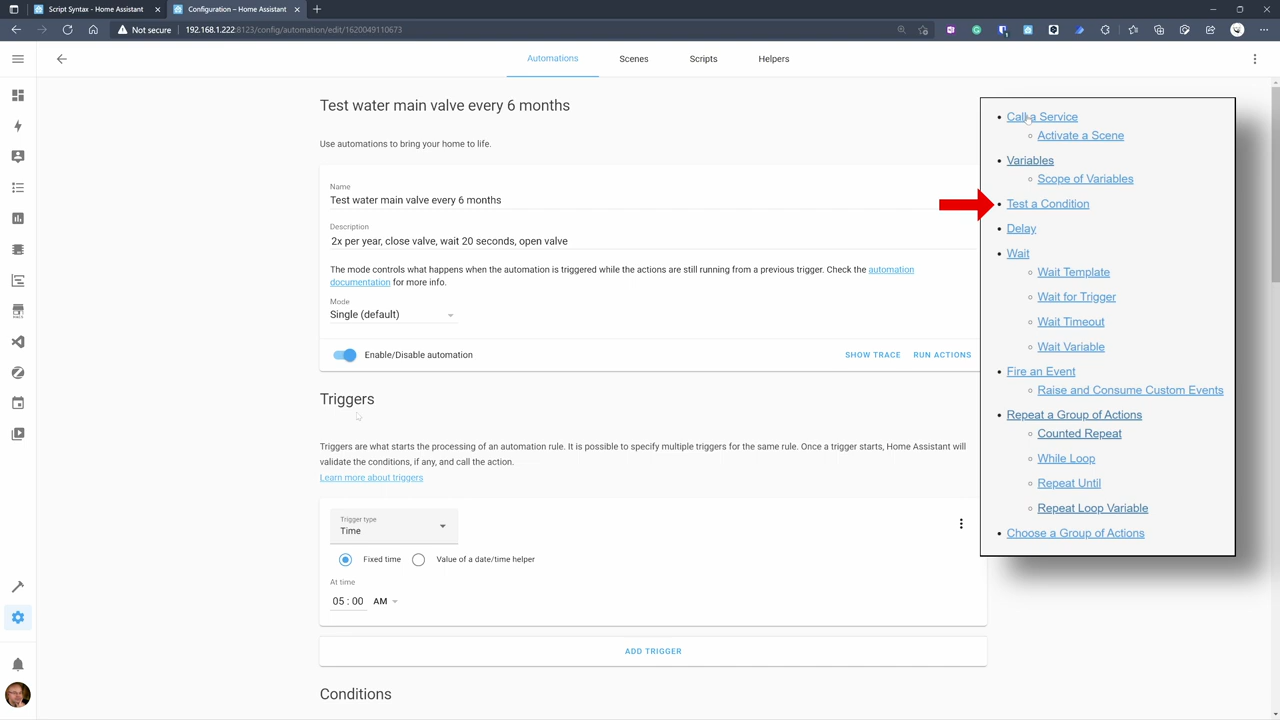 Script Syntax - Home Assistant
Configuration – Home Assistant
Not secure
192.168.1.222:8123/config/automation/edit/1620049110673
Automations
Scenes
Scripts
Helpers
Test water main valve every 6 months
Use automations to bring your home to life.
Name
Test water main valve every 6 months
Description
2x per year, close valve, wait 20 seconds, open valve
The mode controls what happens when the automation is triggered while the actions are still running from a previous trigger. Check the automation
documentation for more info.
Mode
Single (default)
Enable/Disable automation
SHOW TRACE
RUN ACTIONS
Triggers
Triggers are what starts the processing of an automation rule. It is possible to specify multiple triggers for the same rule. Once a trigger starts, Home Assistant will
validate the conditions, if any, and call the action.
Learn more about triggers
Trigger type
Time
Fixed time
Value of a date/time helper
At time
05 : 00 AM
ADD TRIGGER
Conditions
Call a Service
Activate a Scene
Variables
Scope of Variables
Test a Condition
Delay
Wait
Wait Template
Wait for Trigger
Wait Timeout
Wait Variable
Fire an Event
Raise and Consume Custom Events
Repeat a Group of Actions
Counted Repeat
While Loop
Repeat Until
Repeat Loop Variable
Choose a Group of Actions